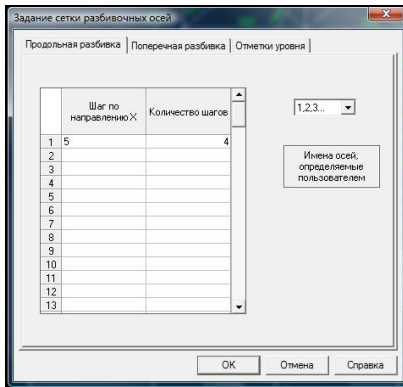 Задание сетки разбивочных осей
Продольная разбивка Поперечная разбивка Отметки уровня
Шаг по
направлению X
Количество шагов
1,2,3...
1 5 4
2
3
4
5
6
7
8
9
10
11
12
13
Имена осей,
определяемые
пользователем
OK Отмена Справка